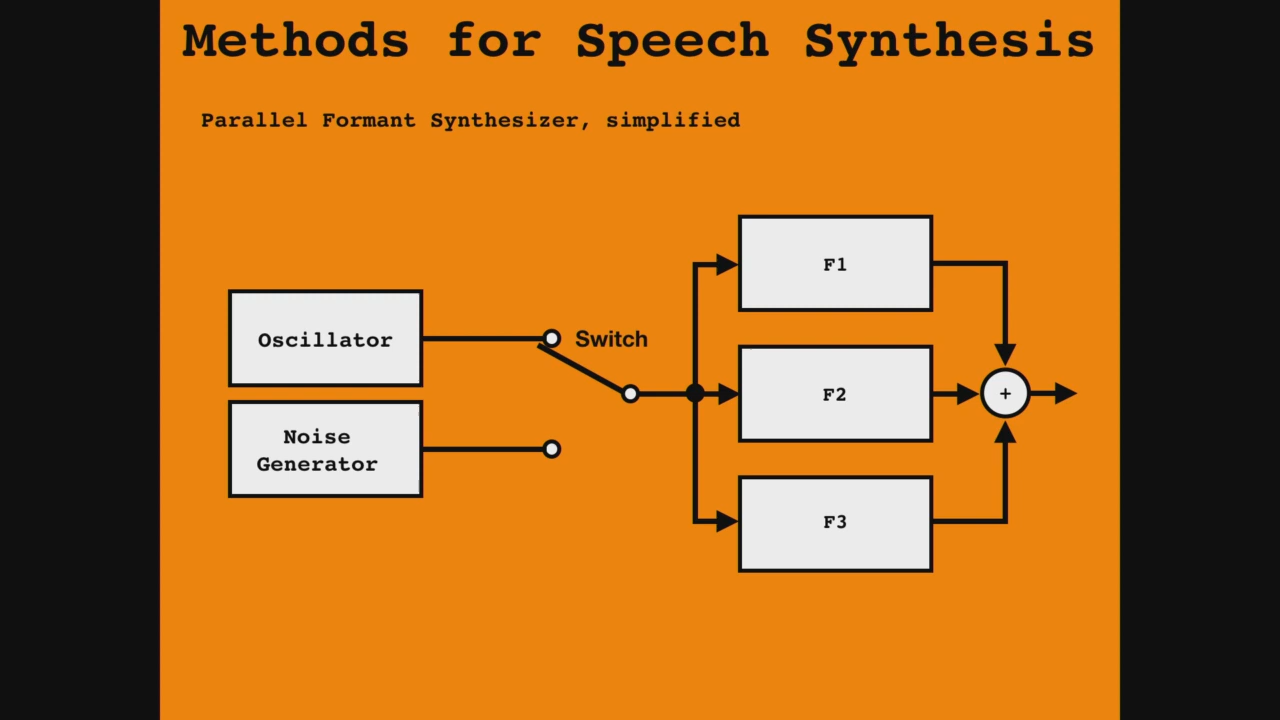 Methods for Speech Synthesis
Parallel Formant Synthesizer, simplified
F1
Oscillator
Switch
F2
Noise
Generator
F3
+